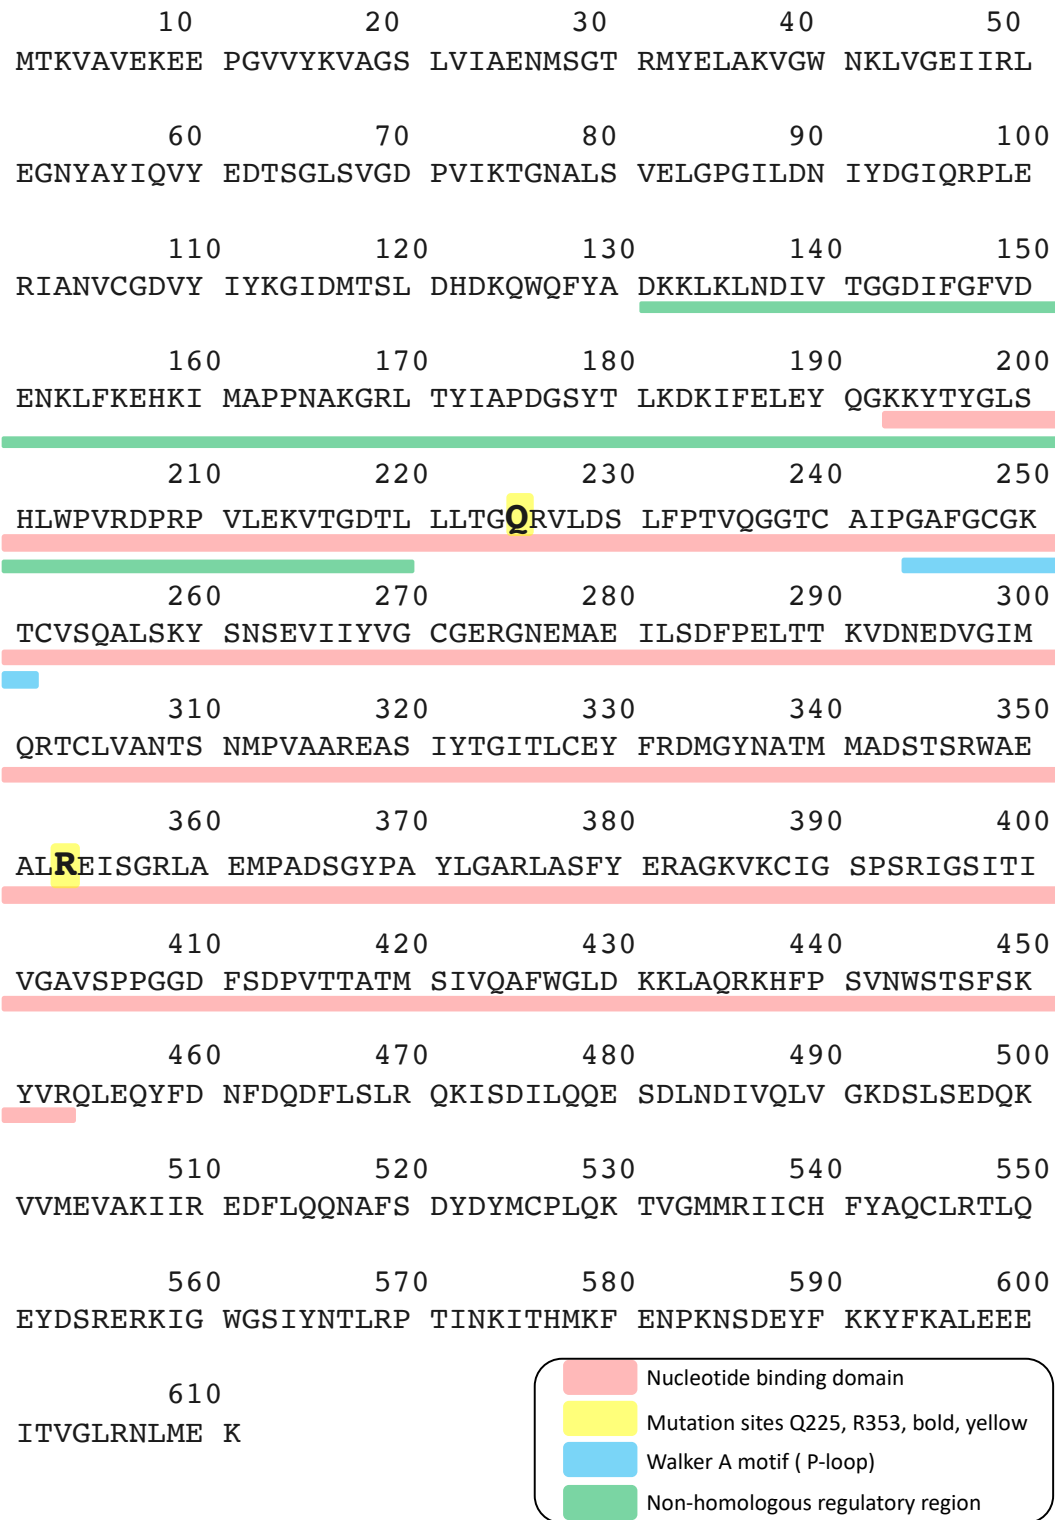 10 20 30 40 50
MTKVAVEKEE PGVVYKVAGS LVIAENMSGT RMYELAKVGW NKLVGEIIRL
60 70 80 90 100
EGNYAYIQVY EDTSGLSVGD PVIKTGNALS VELGPGILDN IYDGIQRPLE
110 120 130 140 150
RIANVCGDVY IYKGIDMTSL DHDKQWQFYA DKKLKLNDIV TGGDIFGFVD
160 170 180 190 200
ENKLFKEHKI MAPPNAKGRL TYIAPDGSYT LKDKIFELEY QGKKYTYGLS
210 220 230 240 250
HLWPVRDPRP VLEKVTGDTL LLTGQRVLDS LFPTVQGGTC AIPGAFGCGK
260 270 280 290 300
TCVSQALSKY SNSEVIIYVG CGERGNEMAE ILSDFPELTT KVDNEDVGIM
310 320 330 340 350
QRTCLVANTS NMPVAAREAS IYTGITLCEY FRDMGYNATM MADSTSRWAE
360 370 380 390 400
ALREISGRLA EMPADSGYPA YLGARLASFY ERAGKVKCIG SPSRIGSITI
410 420 430 440 450
VGAVSPPGGD FSDPVTTATM SIVQAFWGLD KKLAQRKHFP SVNWSTSFSK
460 470 480 490 500
YVRQLEQYFD NFDQDFLSLR QKISDILQQE SDLNDIVQLV GKDSLSEDQK
510 520 530 540 550
VVMEVAKIIR EDFLQQNAFS DYDYMCPLQK TVGMMRIICH FYAQCLRTLQ
560 570 580 590 600
EYDSRERKIG WGSIYNTLRP TINKITHMKF ENPKNSDEYF KKYFKALEEE
610
ITVGLRNLME K
Nucleotide binding domain
Mutation sites Q225, R353, bold, yellow
Walker A motif ( P-loop)
Non-homologous regulatory region